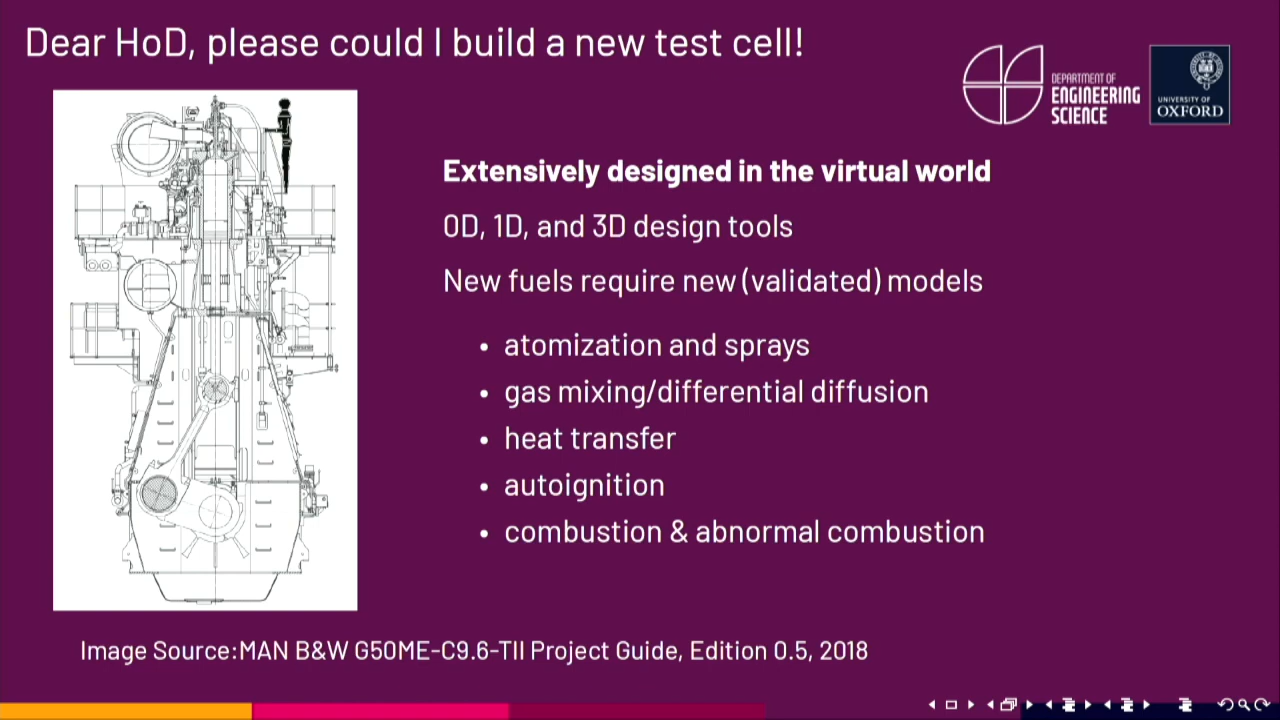 Dear HoD, please could I build a new test cell!
DEPARTMENT OF
ENGINEERING
SCIENCE
UNIVERSITY OF
OXFORD
Extensively designed in the virtual world
0D, 1D, and 3D design tools
New fuels require new (validated) models
• atomization and sprays
• gas mixing/differential diffusion
• heat transfer
• autoignition
• combustion & abnormal combustion
Image Source:MAN B&W G50ME-C9.6-TII Project Guide, Edition 0.5, 2018